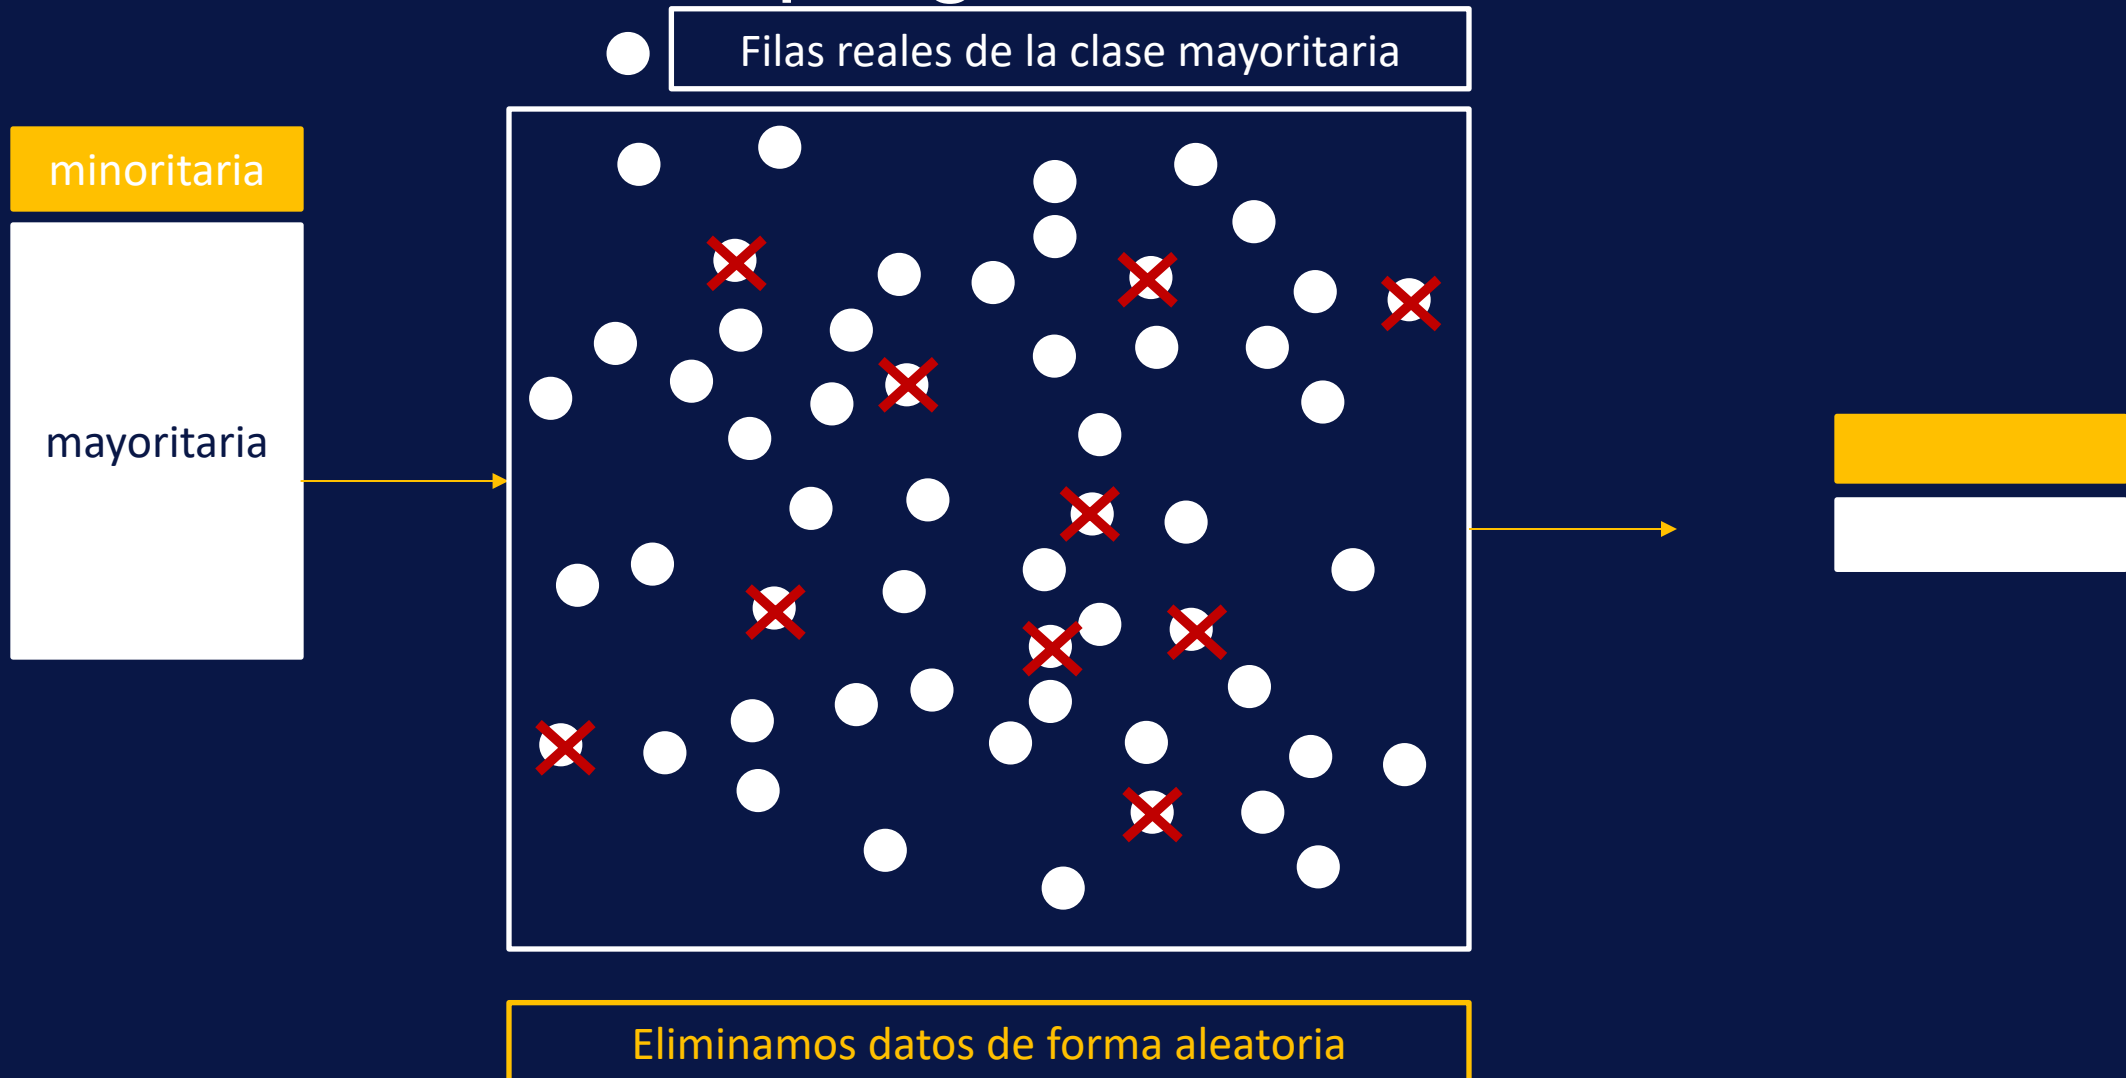 Filas reales de la clase mayoritaria
minoritaria
mayoritaria
Eliminamos datos de forma aleatoria